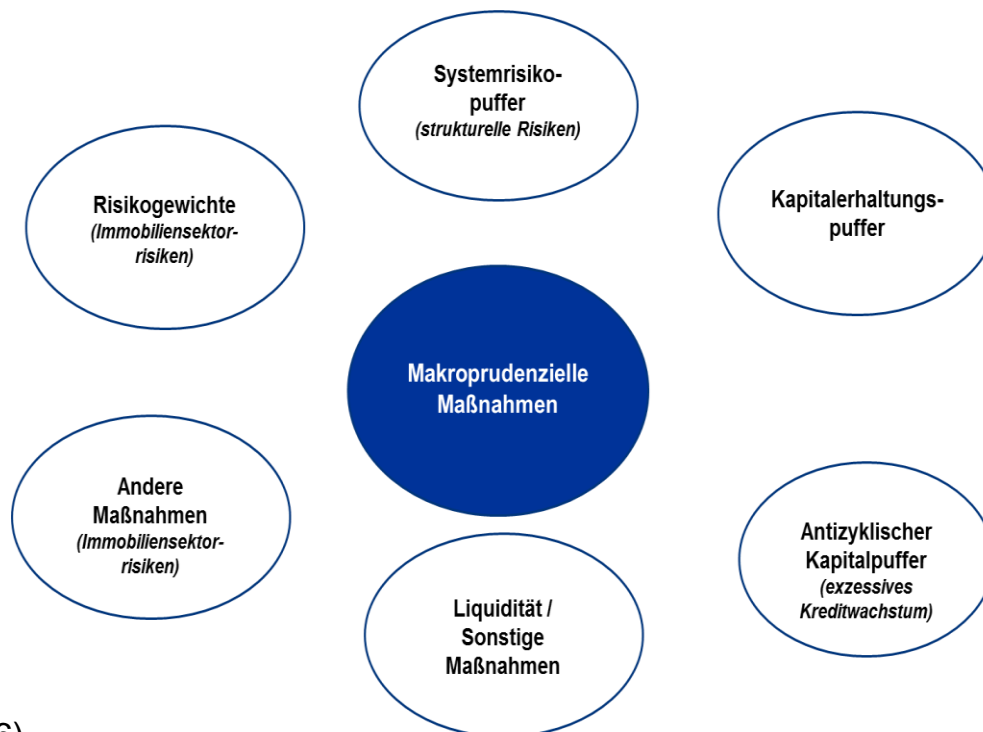 Systemrisiko-
puffer
(strukturelle Risiken)
Risikogewichte
(Immobiliensektor-
risiken)
Kapitalerhaltungs-
puffer
Makroprudenzielle
Maßnahmen
Andere
Maßnahmen
(Immobiliensektor-
risiken)
Antizyklischer
Kapitalpuffer
(exzessives
Kreditwachstum)
Liquidität /
Sonstige
Maßnahmen